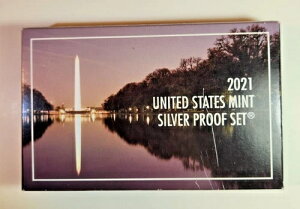 2021
UNITED STATES MINT
SILVER PROOF SET®